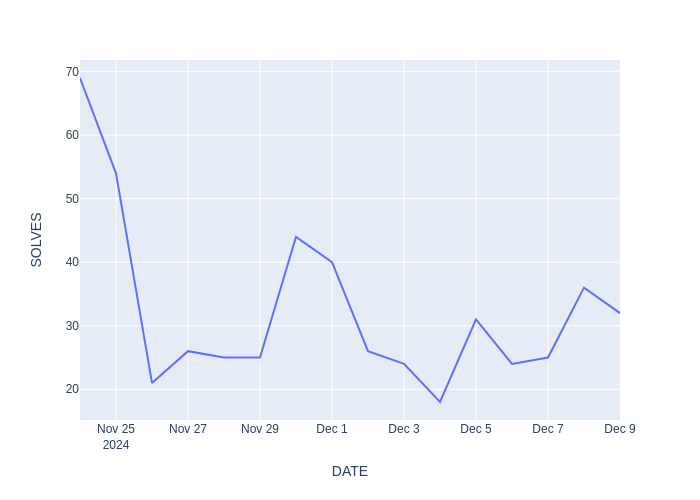 70
60
50
40
30
20
SOLVES
Nov 25
2024
Nov 27
Nov 29
Dec 1
Dec 3
Dec 5
Dec 7
Dec 9
DATE